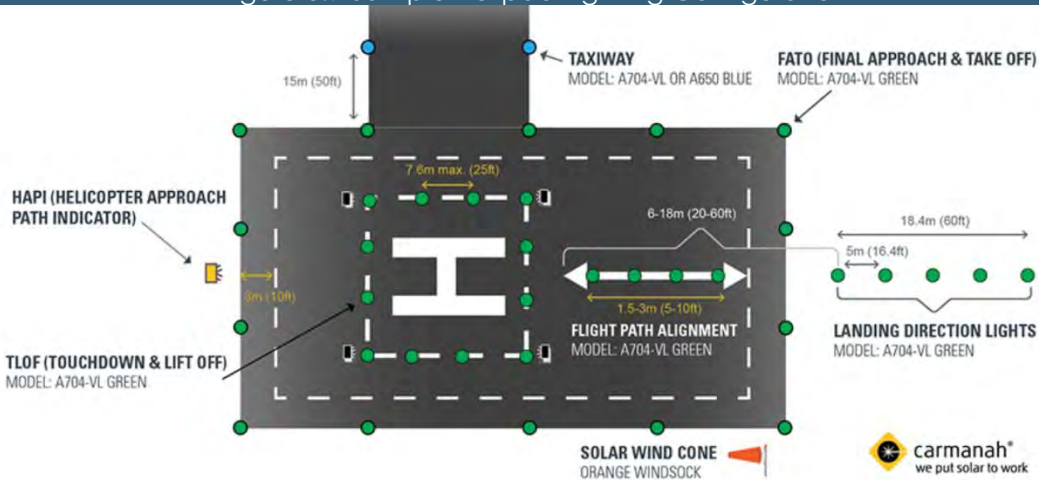 TAXIWAY
MODEL: A704-VL OR A650 BLUE
FATO (FINAL APPROACH & TAKE OFF)
MODEL: A704-VL GREEN
15m (50ft)
7.6m max. (25ft)
HAPI (HELICOPTER APPROACH
PATH INDICATOR)
6-18m (20-60ft)
18.4m (60ft)
5m (16.4ft)
H
3m (10ft)
1.5-3m (5-10ft)
FLIGHT PATH ALIGNMENT
MODEL: A704-VL GREEN
LANDING DIRECTION LIGHTS
MODEL: A704-VL GREEN
TLOF (TOUCHDOWN & LIFT OFF)
MODEL: A704-VL GREEN
SOLAR WIND CONE
ORANGE WINDSOCK
carmanah®
we put solar to work